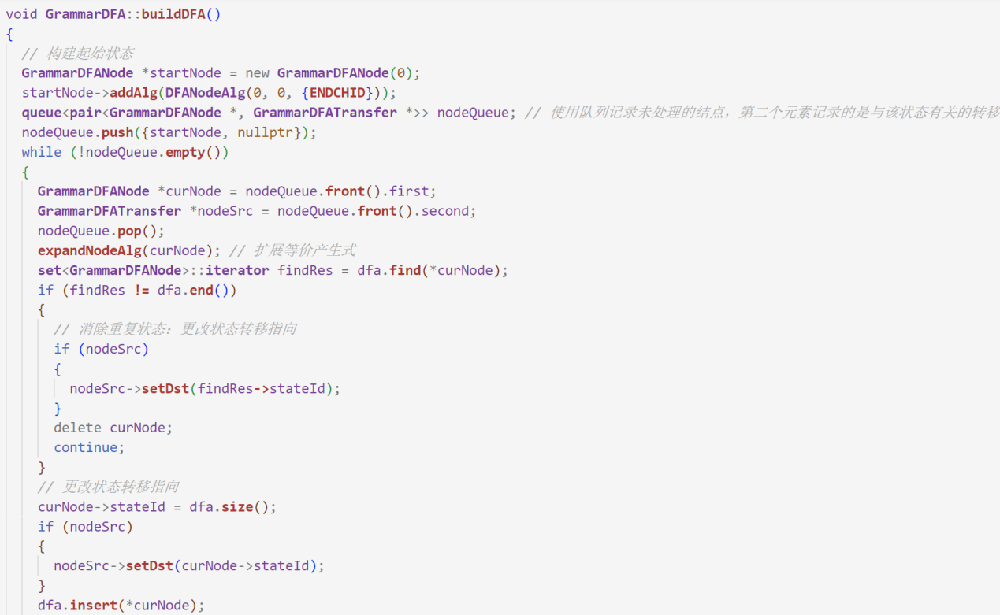 void GrammarDFA::buildDFA()
{
// 构建起始状态
GrammarDFANode *startNode = new GrammarDFANode(0);
startNode->addAlg(DFANodeAlg(0, 0, {ENDCHID}));
queue<pair<GrammarDFANode *, GrammarDFATransfer *>> nodeQueue; // 使用队列记录未处理的结点，第二个元素记录的是与该状态有关的转移
nodeQueue.push({startNode, nullptr});
while (!nodeQueue.empty())
{
GrammarDFANode *curNode = nodeQueue.front().first;
GrammarDFATransfer *nodeSrc = nodeQueue.front().second;
nodeQueue.pop();
expandNodeAlg(curNode); // 扩展等价产生式
set<GrammarDFANode>::iterator findRes = dfa.find(*curNode);
if (findRes != dfa.end())
{
// 消除重复状态：更改状态转移指向
if (nodeSrc)
{
nodeSrc->setDst(findRes->stateId);
}
delete curNode;
continue;
}
// 更改状态转移指向
curNode->stateId = dfa.size();
if (nodeSrc)
{
nodeSrc->setDst(curNode->stateId);
}
dfa.insert(*curNode);